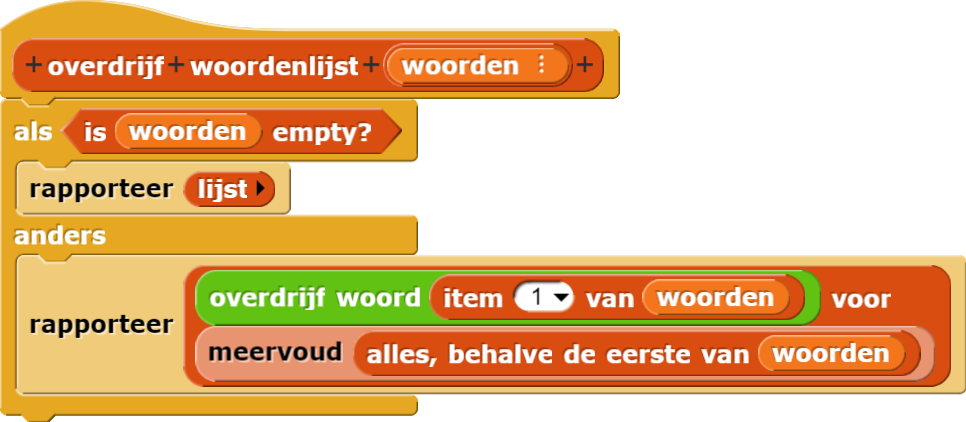 + overdrijf + woordenlijst + woorden ⋮ +
als is woorden empty?
rapporteer lijst
anders
rapporteer overdrijf woord item 1 van woorden voor
meervoud alles, behalve de eerste van woorden